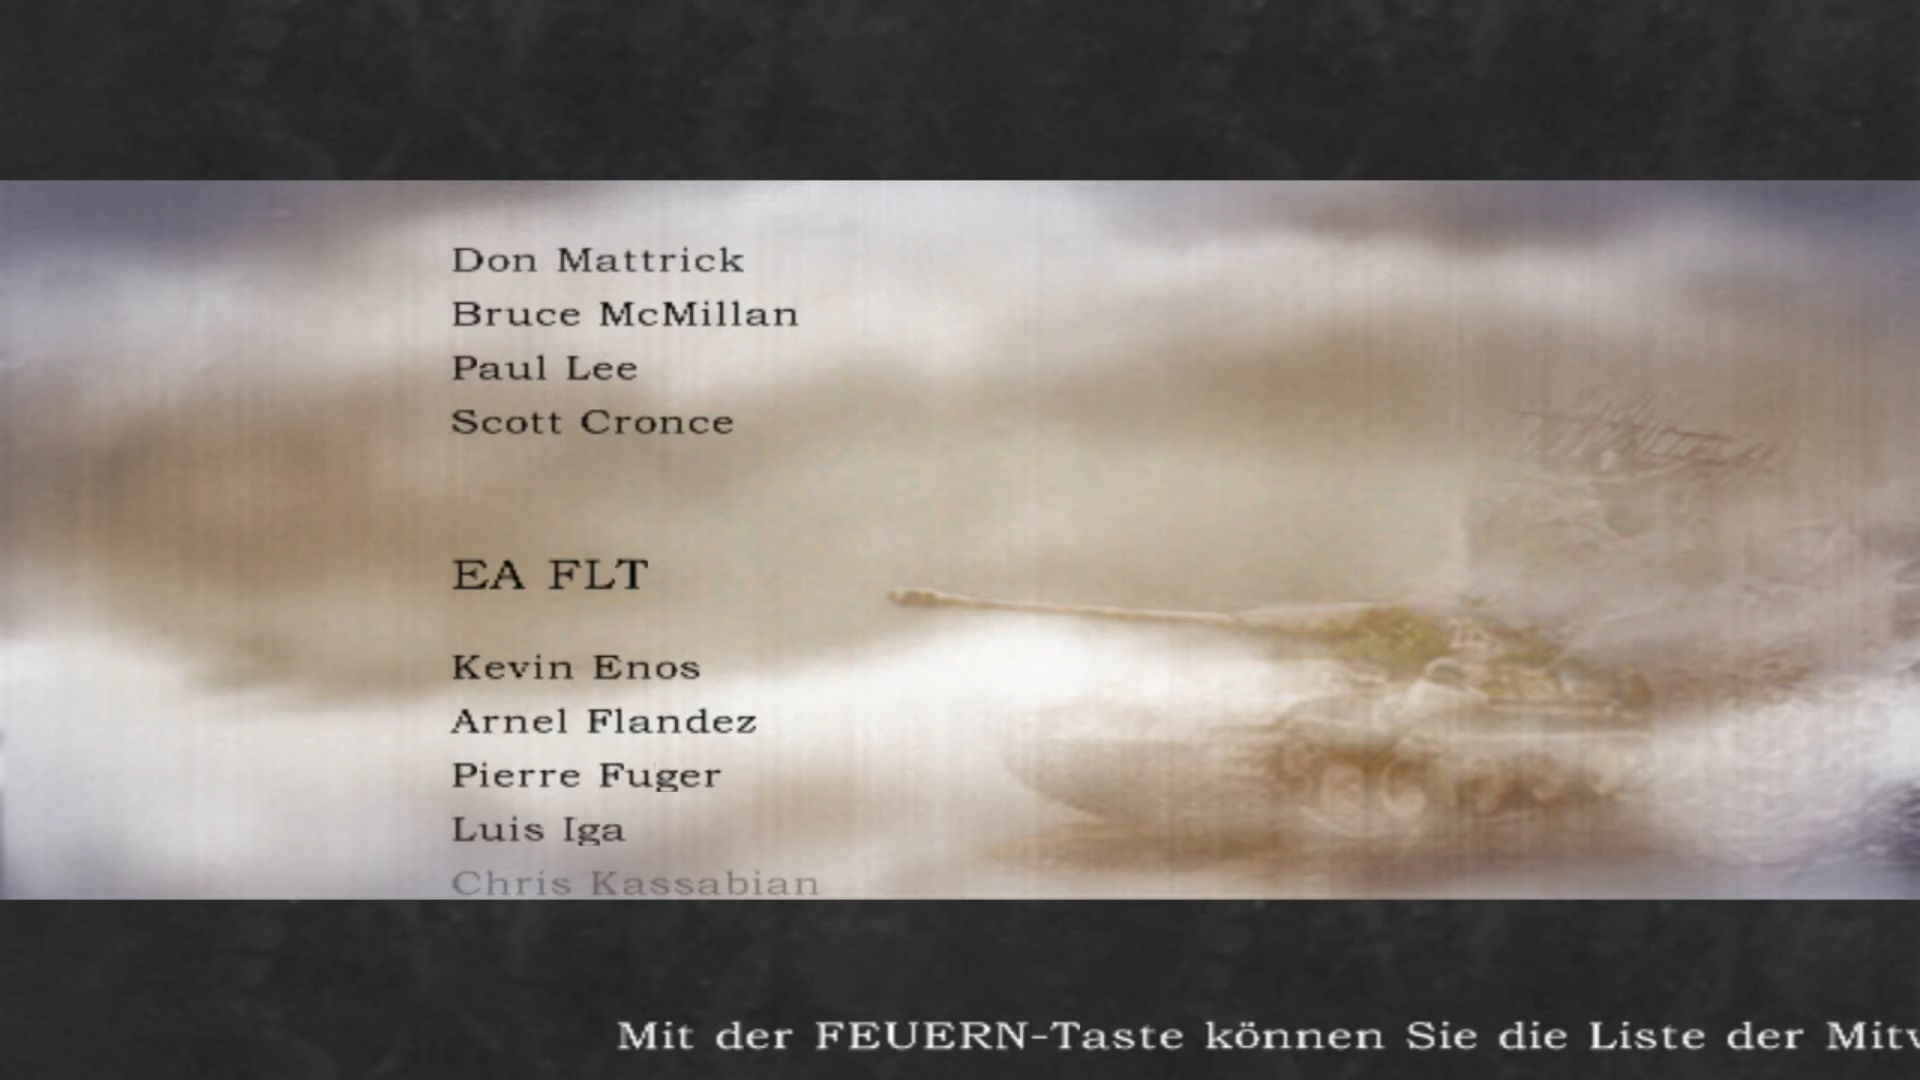 Don Mattrick
Bruce McMillan
Paul Lee
Scott Cronce
EA FLT
Kevin Enos
Arnel Flandez
Pierre Fuger
Luis Iga
Chris Kassabian
Mit der FEUERN-Taste können Sie die Liste der